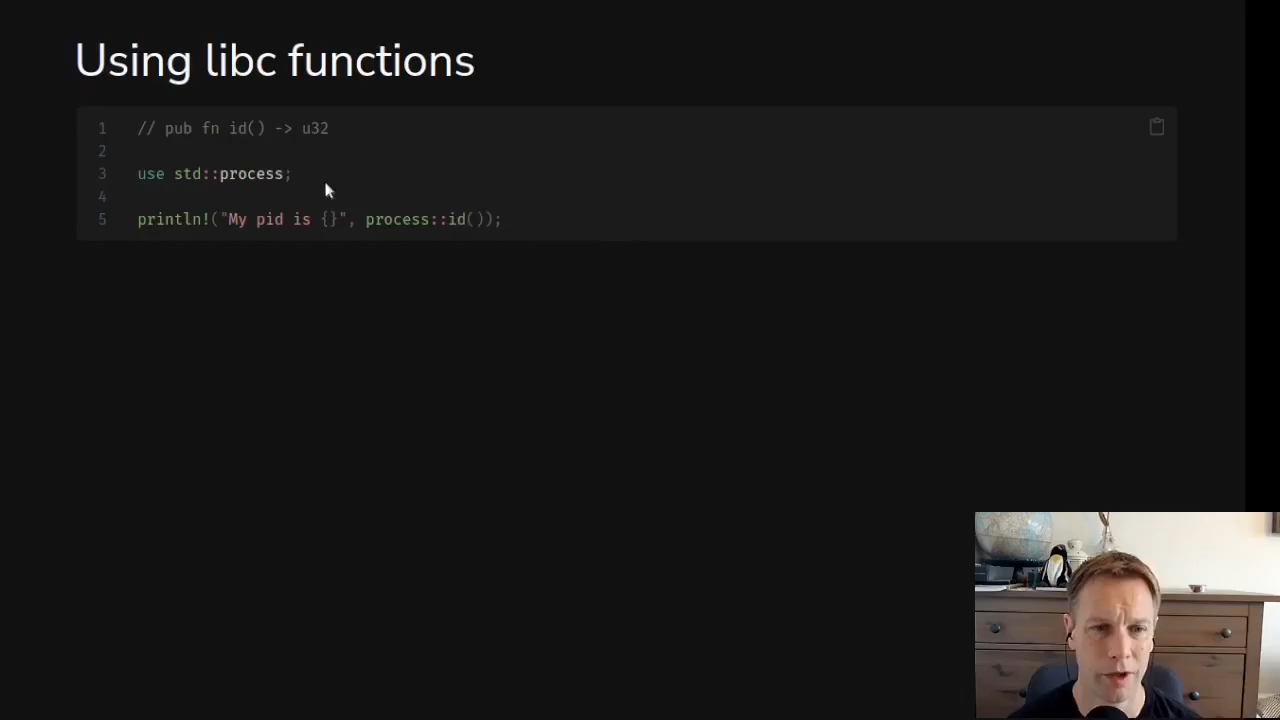 Using libc functions
1 // pub fn id() -> u32
2
3 use std::process;
4
5 println!("My pid is {}", process::id());